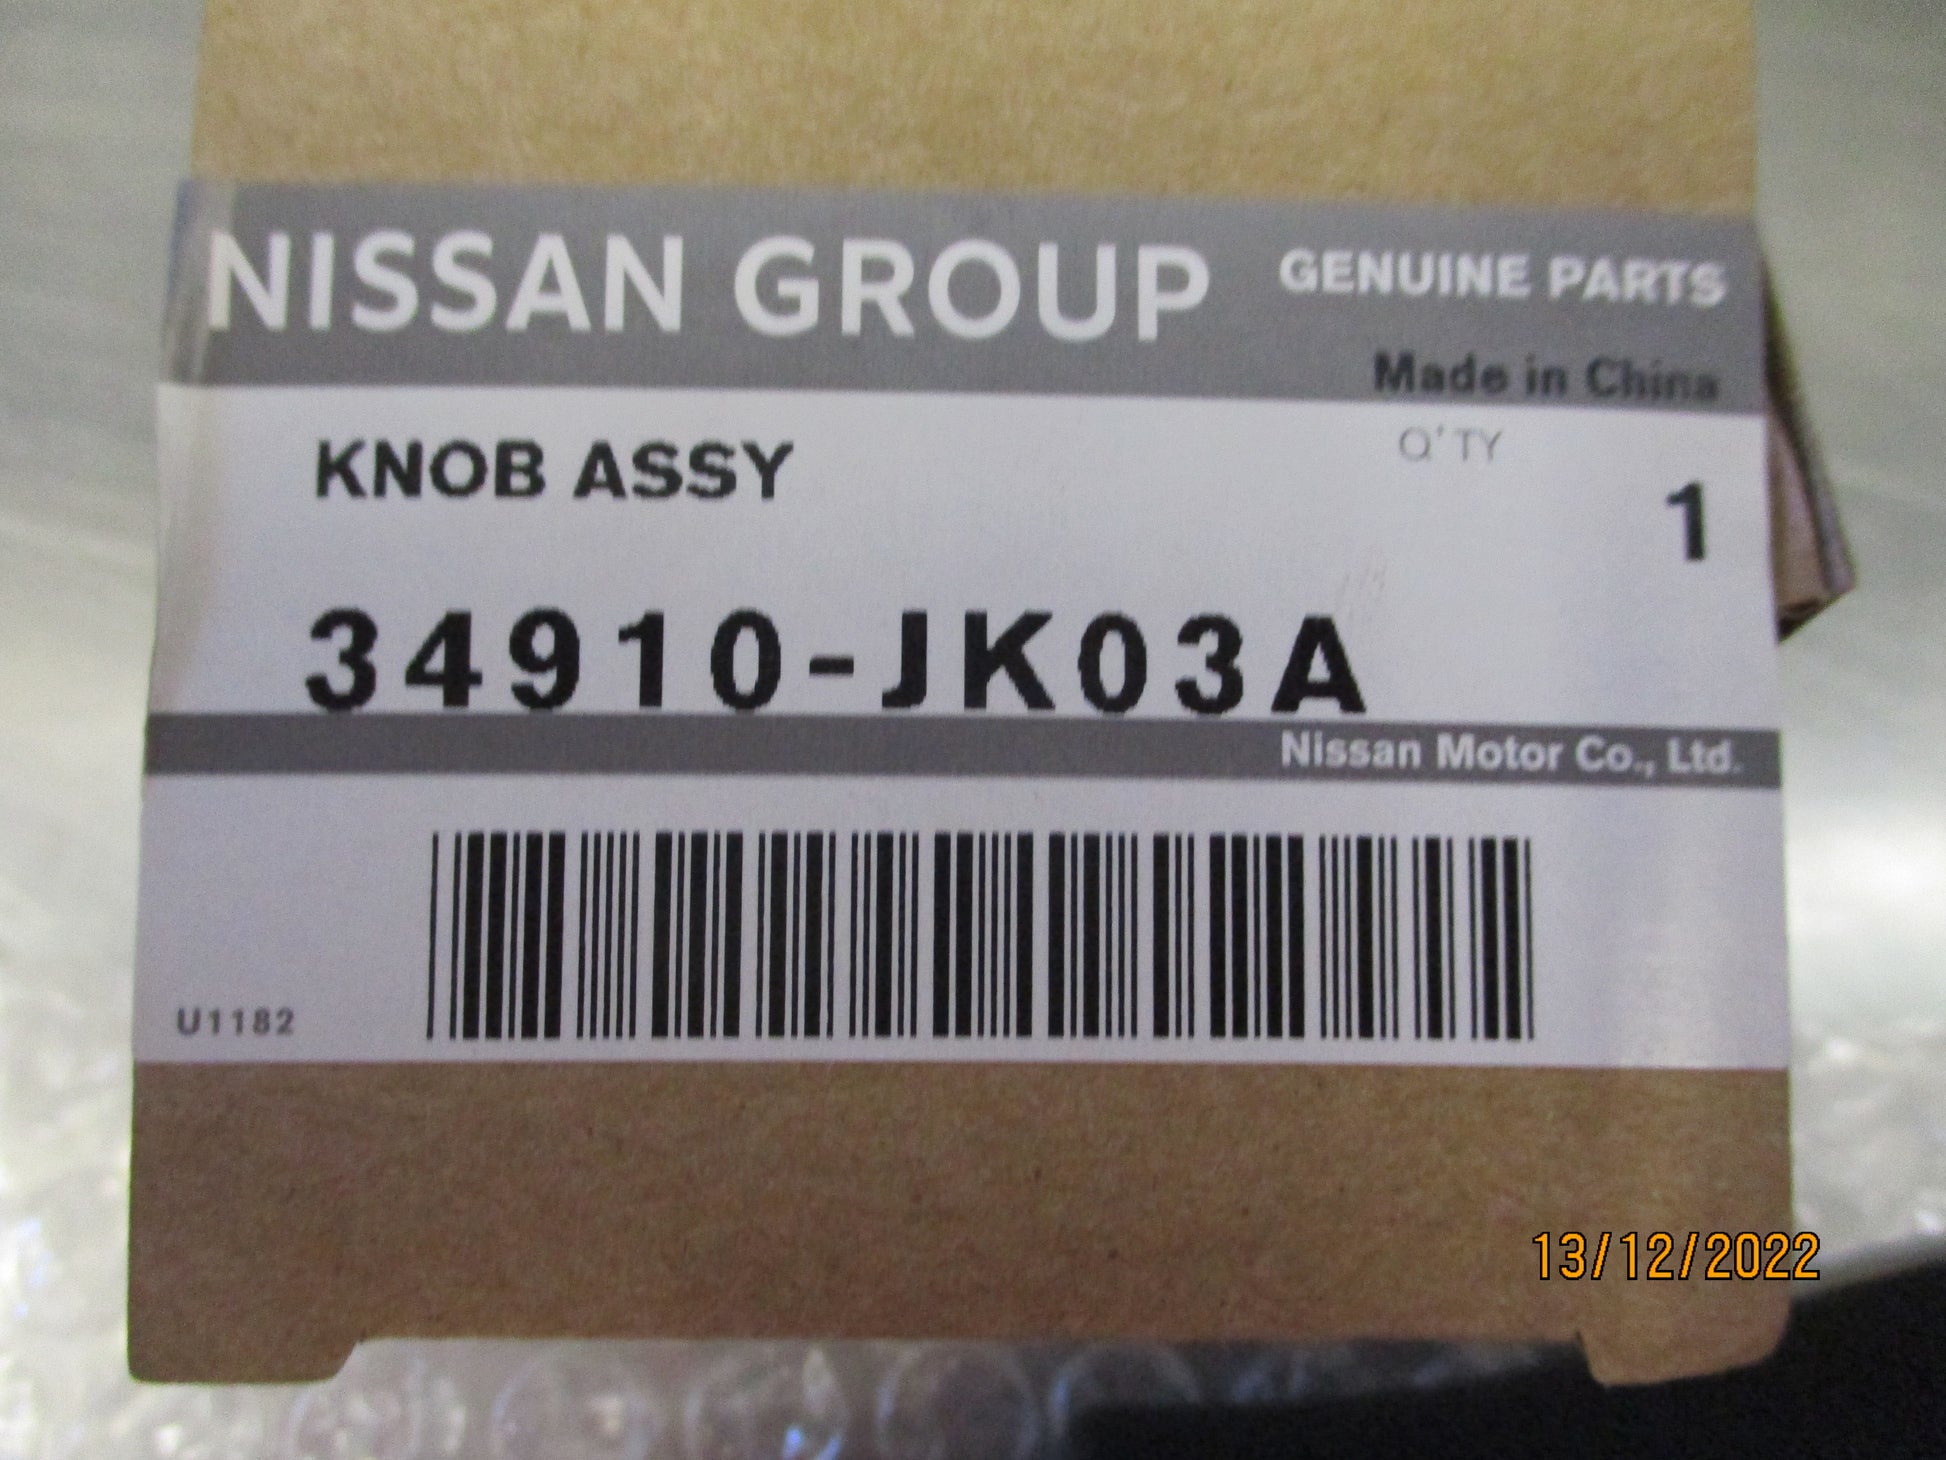 NISSAN GROUP GENUINE PARTS
Made in China
KNOB ASSY
Q'TY
1
34910-JK03A
Nissan Motor Co., Ltd.
U1182
13/12/2022